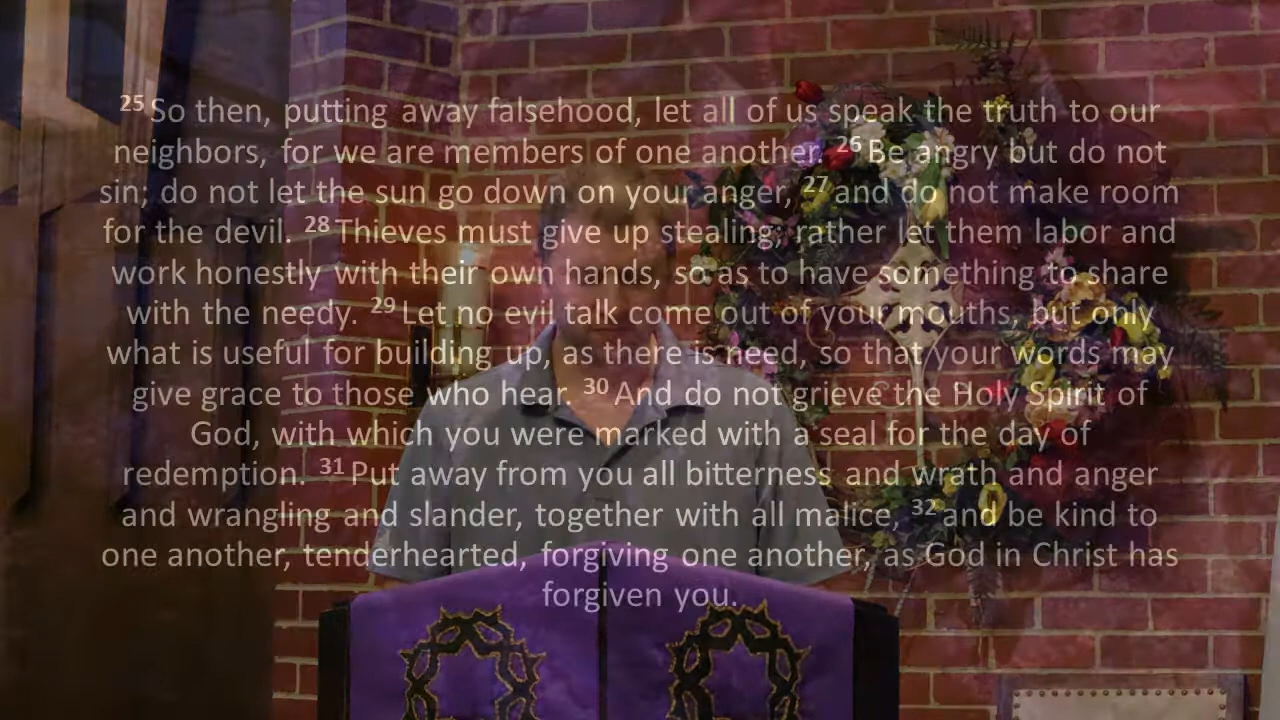 25 So then, putting away falsehood, let all of us speak the truth to our
neighbors, for we are members of one another. 26 Be angry but do not
sin; do not let the sun go down on your anger, 27 and do not make room
for the devil. 28 Thieves must give up stealing; rather let them labor and
work honestly with their own hands, so as to have something to share
with the needy. 29 Let no evil talk come out of your mouths, but only
what is useful for building up, as there is need, so that your words may
give grace to those who hear. 30 And do not grieve the Holy Spirit of
God, with which you were marked with a seal for the day of
redemption. 31 Put away from you all bitterness and wrath and anger
and wrangling and slander, together with all malice, 32 and be kind to
one another, tenderhearted, forgiving one another, as God in Christ has
forgiven you.